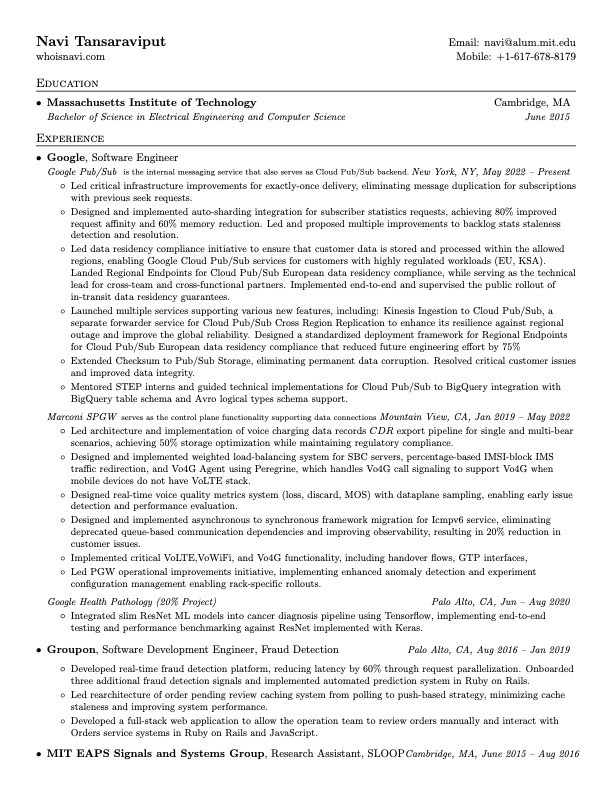 Navi Tansaraviput
Email: navi@alum.mit.edu
whoisnavi.com
Mobile: +1-617-678-8179
Education
• Massachusetts Institute of Technology Cambridge, MA
Bachelor of Science in Electrical Engineering and Computer Science June 2015
Experience
• Google, Software Engineer
Google Pub/Sub is the internal messaging service that also serves as Cloud Pub/Sub backend. New York, NY, May 2022 – Present
◦ Led critical infrastructure improvements for exactly-once delivery, eliminating message duplication for subscriptions
with previous seek requests.
◦ Designed and implemented auto-sharding integration for subscriber statistics requests, achieving 80% improved
request affinity and 60% memory reduction. Led and proposed multiple improvements to backlog stats staleness
detection and resolution.
◦ Led data residency compliance initiative to ensure that customer data is stored and processed within the allowed
regions, enabling Google Cloud Pub/Sub services for customers with highly regulated workloads (EU, KSA).
Landed Regional Endpoints for Cloud Pub/Sub European data residency compliance, while serving as the technical
lead for cross-team and cross-functional partners. Implemented end-to-end and supervised the public rollout of
in-transit data residency guarantees.
◦ Launched multiple services supporting various new features, including: Kinesis Ingestion to Cloud Pub/Sub, a
separate forwarder service for Cloud Pub/Sub Cross Region Replication to enhance its resilience against regional
outage and improve the global reliability. Designed a standardized deployment framework for Regional Endpoints
for Cloud Pub/Sub European data residency compliance that reduced future engineering effort by 75%
◦ Extended Checksum to Pub/Sub Storage, eliminating permanent data corruption. Resolved critical customer issues
and improved data integrity.
◦ Mentored STEP interns and guided technical implementations for Cloud Pub/Sub to BigQuery integration with
BigQuery table schema and Avro logical types schema support.
Marconi SPGW serves as the control plane functionality supporting data connections Mountain View, CA, Jan 2019 – May 2022
◦ Led architecture and implementation of voice charging data records CDR export pipeline for single and multi-bear
scenarios, achieving 50% storage optimization while maintaining regulatory compliance.
◦ Designed and implemented weighted load-balancing system for SBC servers, percentage-based IMSI-block IMS
traffic redirection, and Vo4G Agent using Peregrine, which handles Vo4G call signaling to support Vo4G when
mobile devices do not have VoLTE stack.
◦ Designed real-time voice quality metrics system (loss, discard, MOS) with dataplane sampling, enabling early issue
detection and performance evaluation.
◦ Designed and implemented asynchronous to synchronous framework migration for Icmpv6 service, eliminating
deprecated queue-based communication dependencies and improving observability, resulting in 20% reduction in
customer issues.
◦ Implemented critical VoLTE,VoWiFi, and Vo4G functionality, including handover flows, GTP interfaces,
◦ Led PGW operational improvements initiative, implementing enhanced anomaly detection and experiment
configuration management enabling rack-specific rollouts.
Google Health Pathology (20% Project) Palo Alto, CA, Jun – Aug 2020
◦ Integrated slim ResNet ML models into cancer diagnosis pipeline using Tensorflow, implementing end-to-end
testing and performance benchmarking against ResNet implemented with Keras.
• Groupon, Software Development Engineer, Fraud Detection Palo Alto, CA, Aug 2016 – Jan 2019
◦ Developed real-time fraud detection platform, reducing latency by 60% through request parallelization. Onboarded
three additional fraud detection signals and implemented automated prediction system in Ruby on Rails.
◦ Led rearchitecture of order pending review caching system from polling to push-based strategy, minimizing cache
staleness and improving system performance.
◦ Developed a full-stack web application to allow the operation team to review orders manually and interact with
Orders service systems in Ruby on Rails and JavaScript.
• MIT EAPS Signals and Systems Group, Research Assistant, SLOOPCambridge, MA, June 2015 – Aug 2016